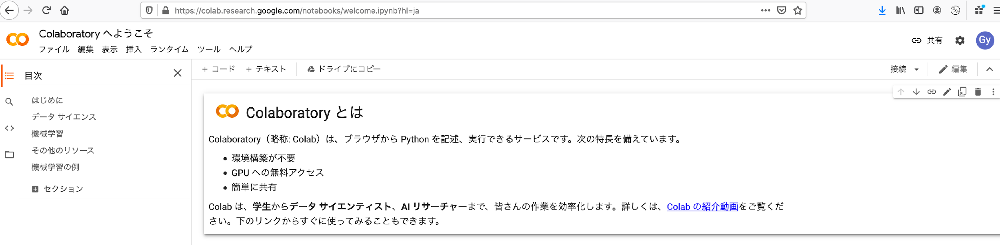 https://colab.research.google.com/notebooks/welcome.ipynb?hl=ja
Colaboratory へようこそ
ファイル 編集 表示 挿入 ランタイム ツール ヘルプ
共有
Gy
目次
+ コード + テキスト ドライブにコピー
接続 編集
はじめに
データ サイエンス
機械学習
その他のリソース
機械学習の例
セクション
Colaboratory とは
Colaboratory（略称: Colab）は、ブラウザから Python を記述、実行できるサービスです。次の特長を備えています。
• 環境構築が不要
• GPU への無料アクセス
• 簡単に共有
Colab は、学生からデータ サイエンティスト、AI リサーチャーまで、皆さんの作業を効率化します。詳しくは、Colab の紹介動画をご覧くだ
さい。下のリンクからすぐに使ってみることもできます。